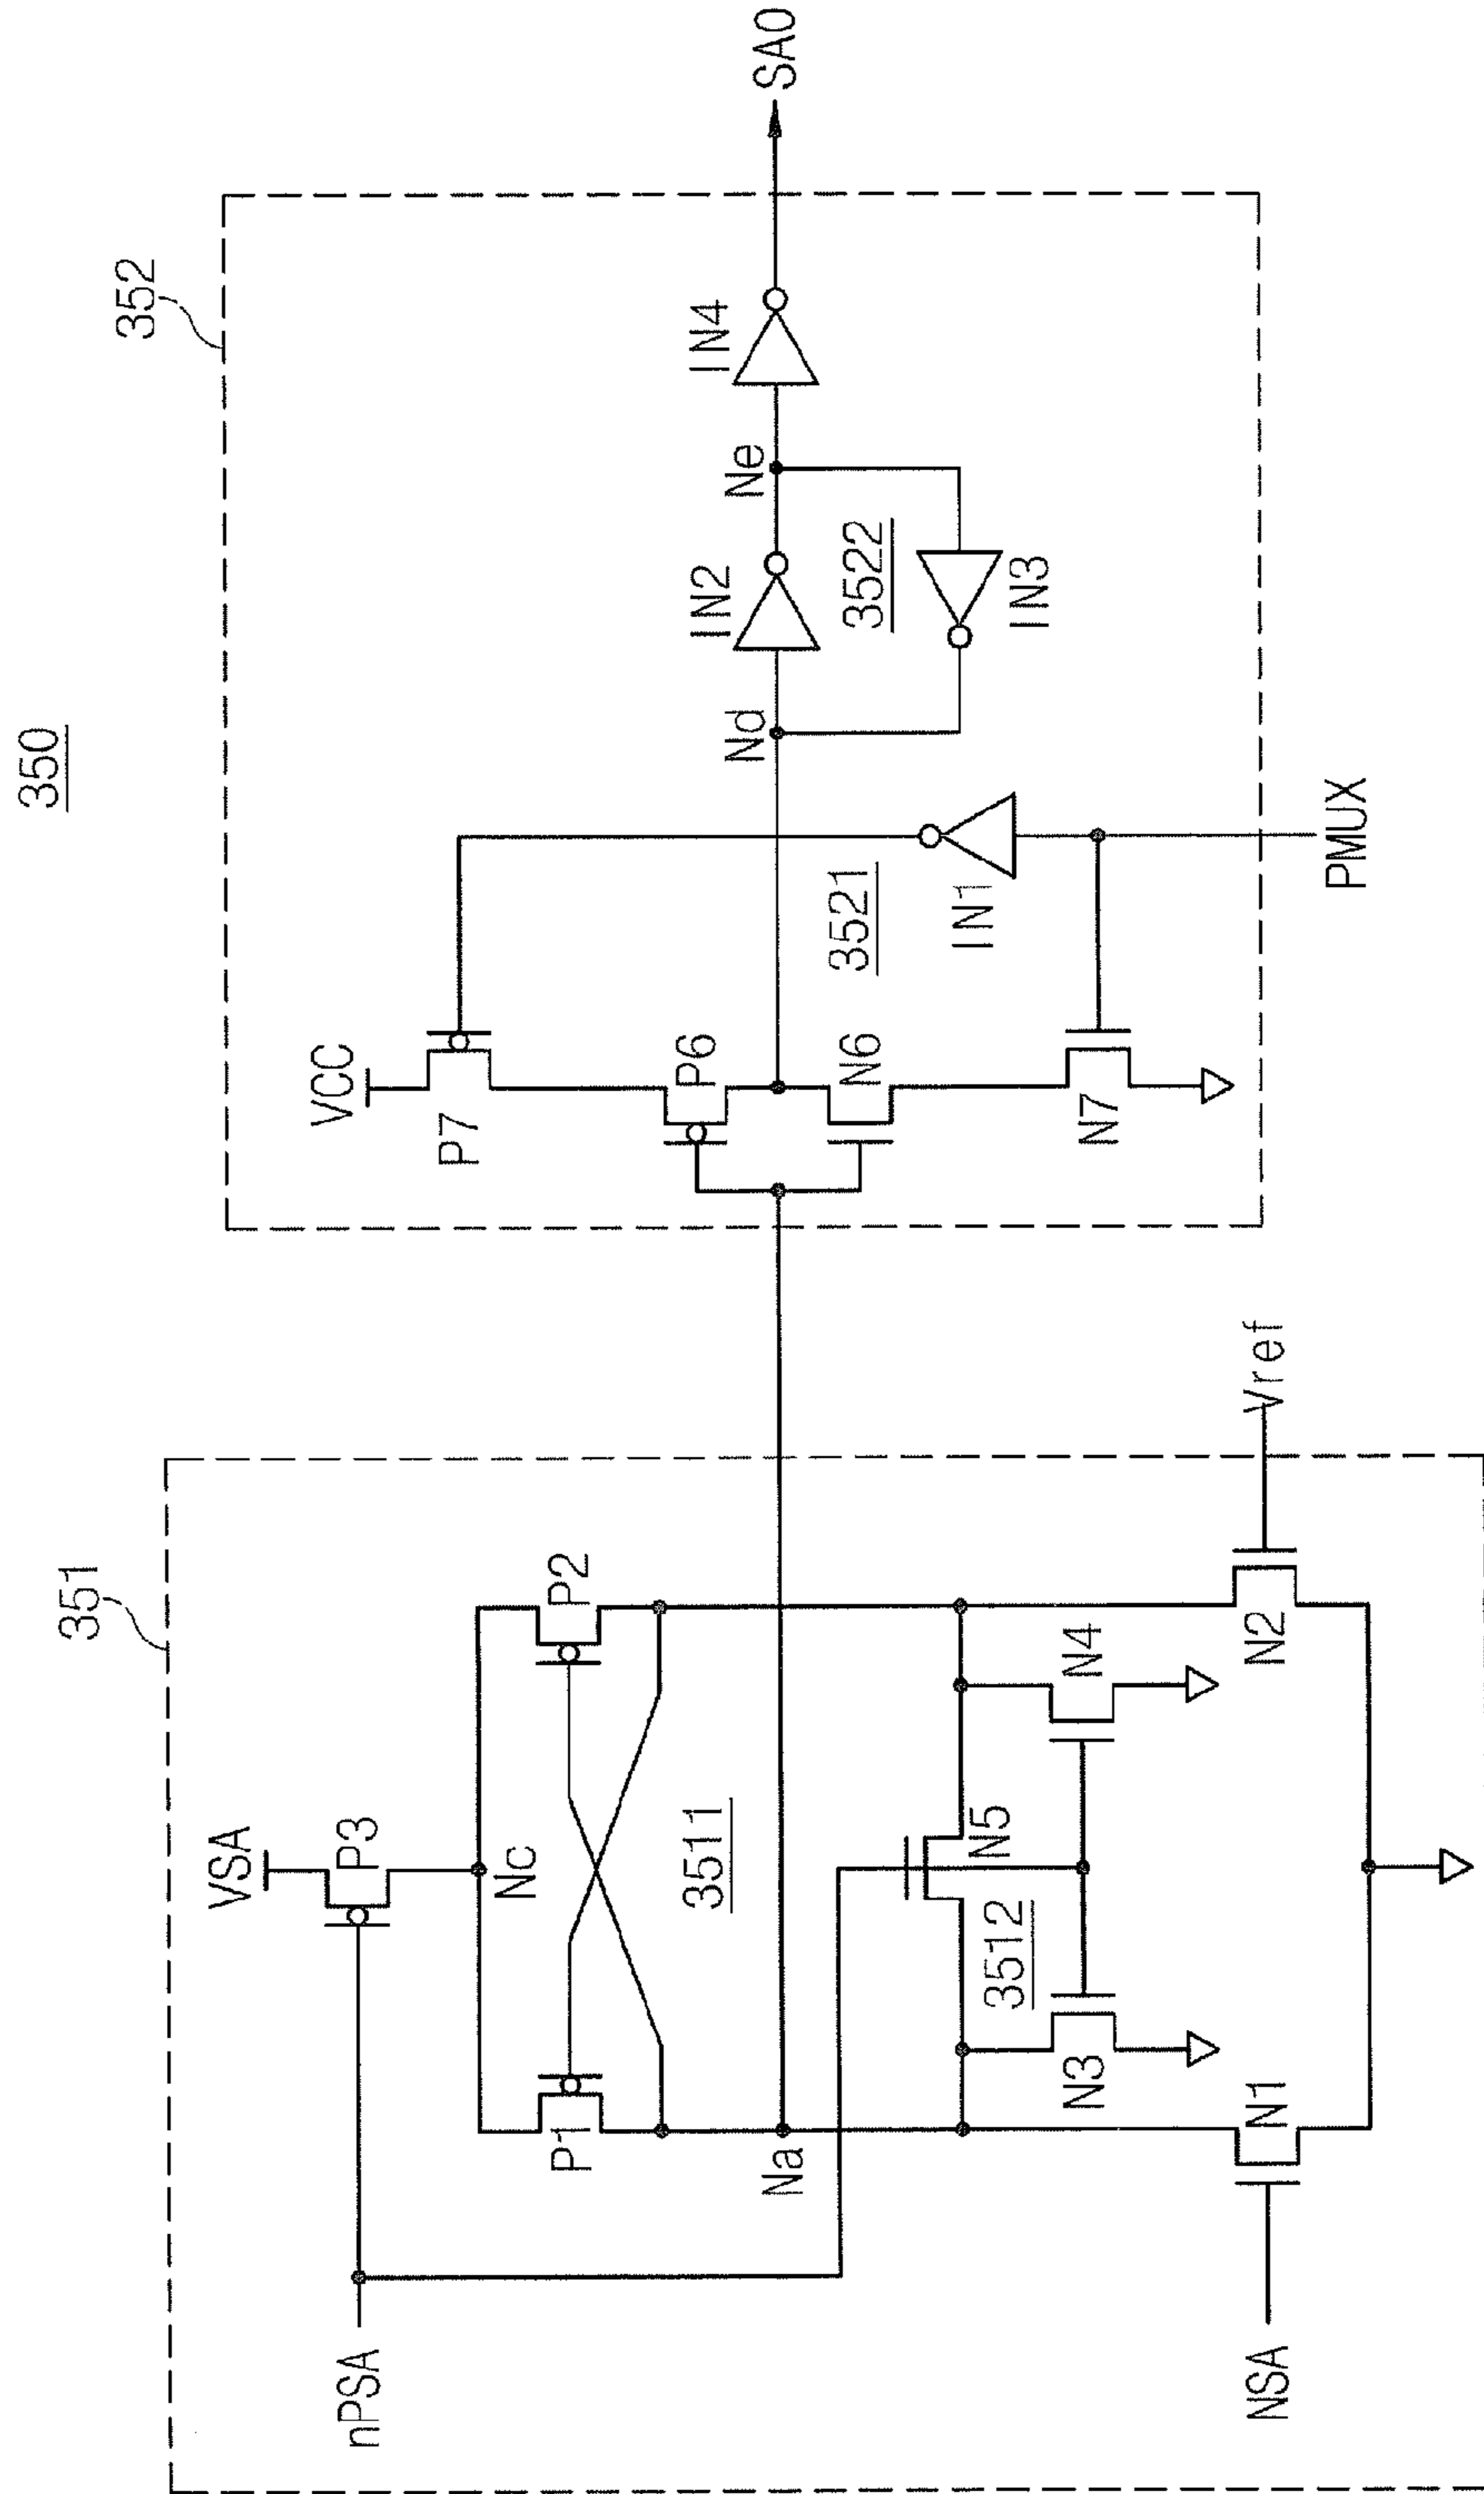 350
351
352
VSA
P3
nPSA
Nc
P1
P2
3511
Na
N5
3512
N3
N4
N1
N2
NSA
Vref
VCC
P7
P6
N6
N7
3521
IN1
PMUX
Nd
IN2
Ne
3522
IN3
IN4
SAO